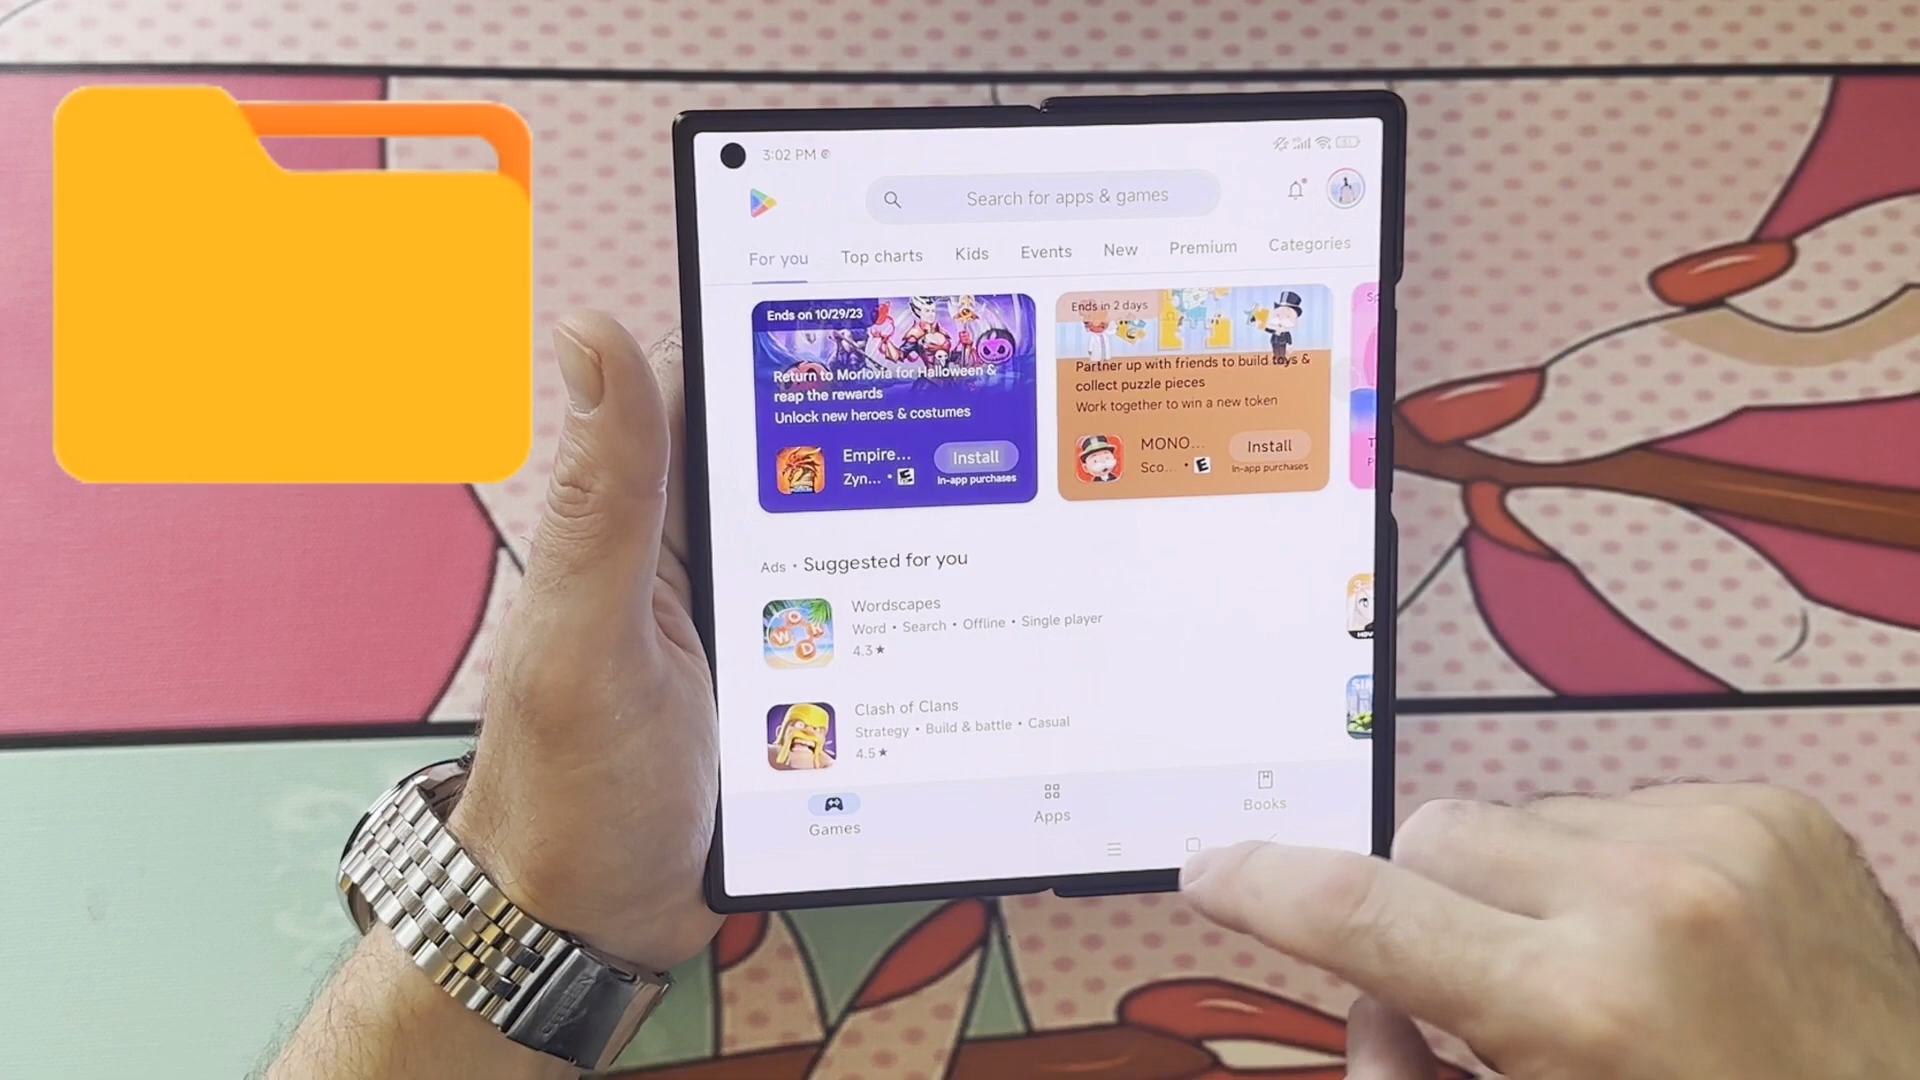 3:02 PM
Search for apps & games
For you
Top charts
Kids
Events
New
Premium
Categories
Ends on 10/29/23
Return to Morlovia for Halloween &
reap the rewards
Unlock new heroes & costumes
Empire...
Zyn... • E
Install
In-app purchases
Ends in 2 days
Partner up with friends to build toys &
collect puzzle pieces
Work together to win a new token
MONO...
Sco... • E
Install
In-app purchases
Ads • Suggested for you
Wordscapes
Word • Search • Offline • Single player
4.3★
Clash of Clans
Strategy • Build & battle • Casual
4.5★
Games
Apps
Books
CITIZEN